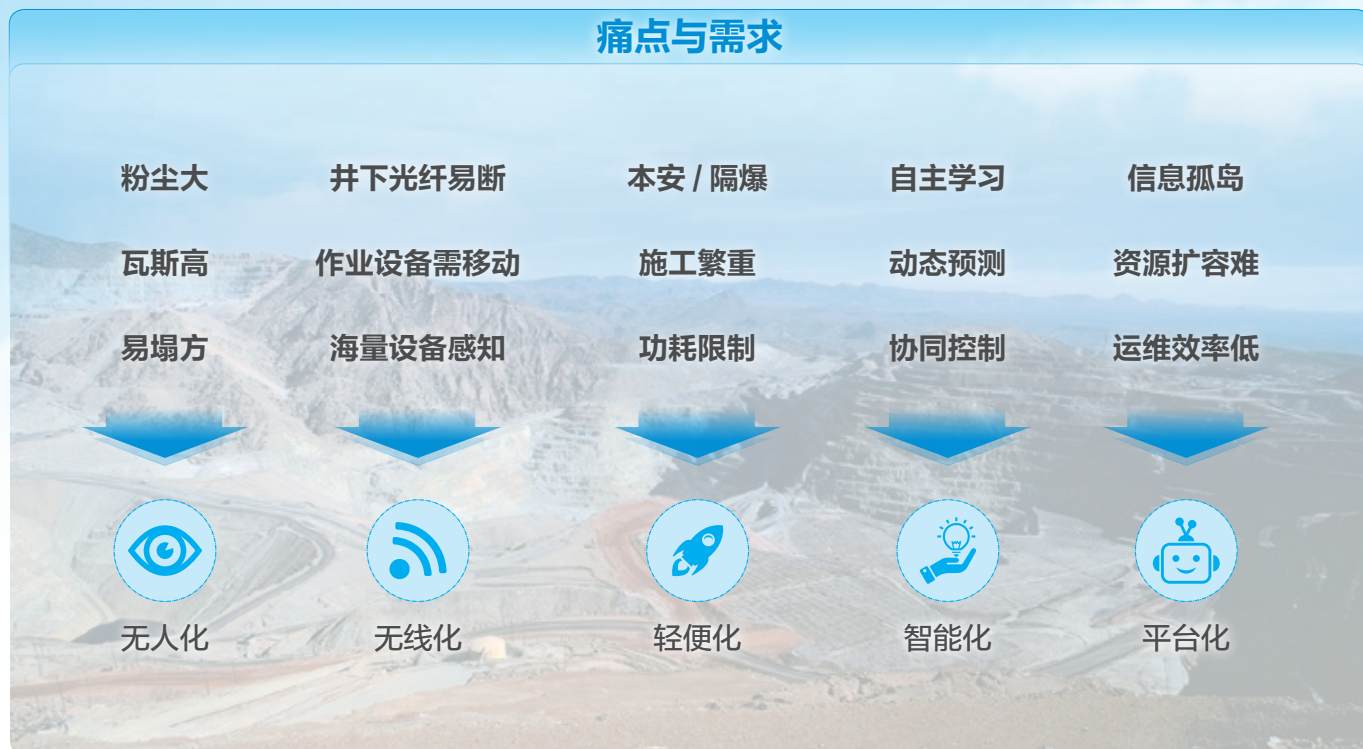 痛点与需求
粉尘大
井下光纤易断
本安 / 隔爆
自主学习
信息孤岛
瓦斯高
作业设备需移动
施工繁重
动态预测
资源扩容难
易塌方
海量设备感知
功耗限制
协同控制
运维效率低
无人化
无线化
轻便化
智能化
平台化